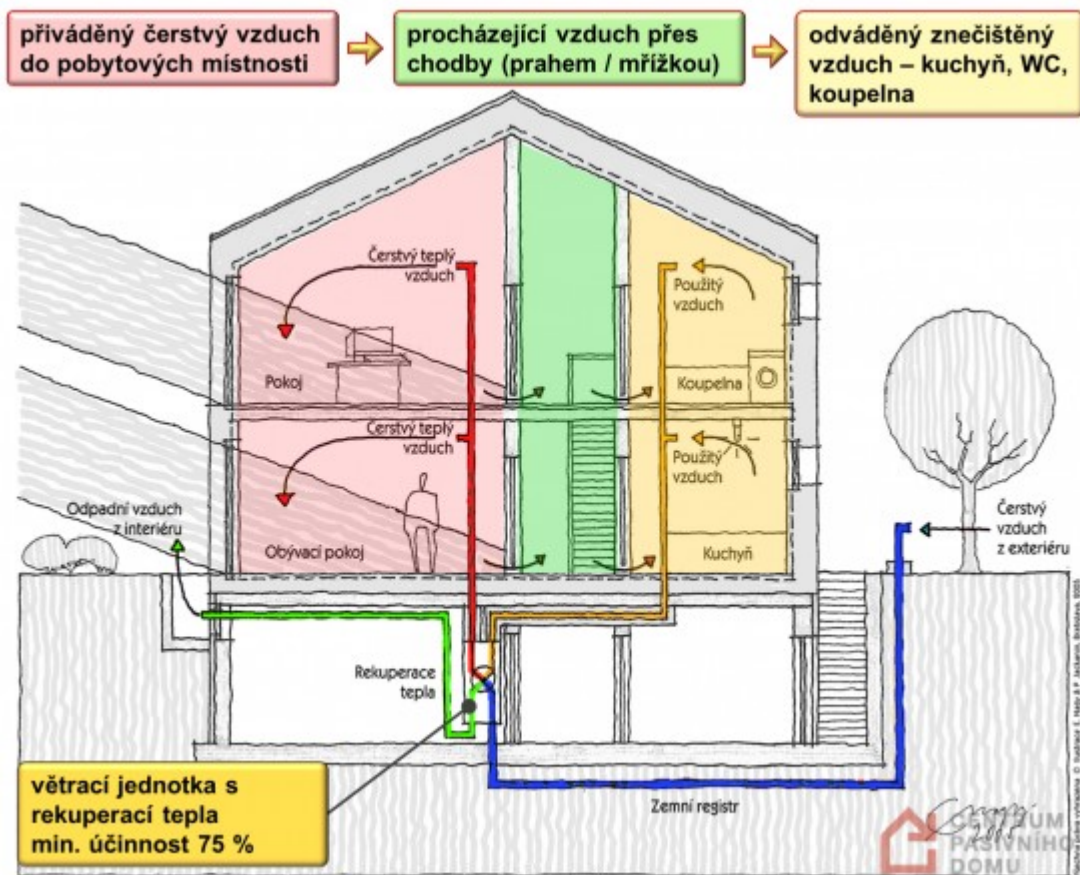 přiváděný čerstvý vzduch
do pobytových místnosti
procházející vzduch přes
chodby (prahem / mřížkou)
odváděný znečištěný
vzduch – kuchyň, WC,
koupelna
Čerstvý teplý
vzduch
Použitý
vzduch
Pokoj
Koupelna
Čerstvý teplý
vzduch
Použitý
vzduch
Odpadní vzduch
z interiéru
Čerstvý
vzduch
z exteriéru
Obývací pokoj
Kuchyň
Rekuperace
tepla
větrací jednotka s
rekuperací tepla
min. účinnost 75 %
Zemní registr
CENTRUM
PASIVNÍHO
DOMU